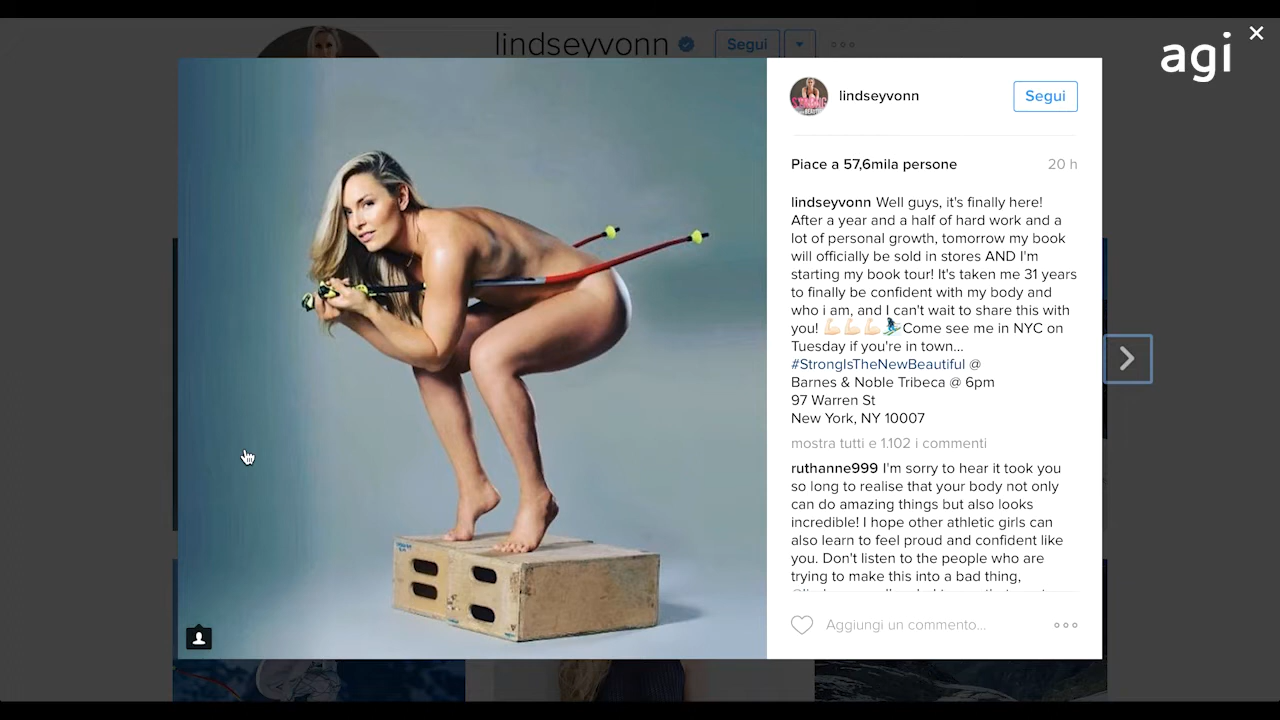 agi
lindseyvonn Segui
lindseyvonn Segui
Piace a 57,6mila persone 20 h
lindseyvonn Well guys, it's finally here!
After a year and a half of hard work and a
lot of personal growth, tomorrow my book
will officially be sold in stores AND I'm
starting my book tour! It's taken me 31 years
to finally be confident with my body and
who i am, and I can't wait to share this with
you! 💪🏻💪🏻💪🏻⛷Come see me in NYC on
Tuesday if you're in town...
#StrongIsTheNewBeautiful @
Barnes & Noble Tribeca @ 6pm
97 Warren St
New York, NY 10007
mostra tutti e 1.102 i commenti
ruthanne999 I'm sorry to hear it took you
so long to realise that your body not only
can do amazing things but also looks
incredible! I hope other athletic girls can
also learn to feel proud and confident like
you. Don't listen to the people who are
trying to make this into a bad thing,
Aggiungi un commento...